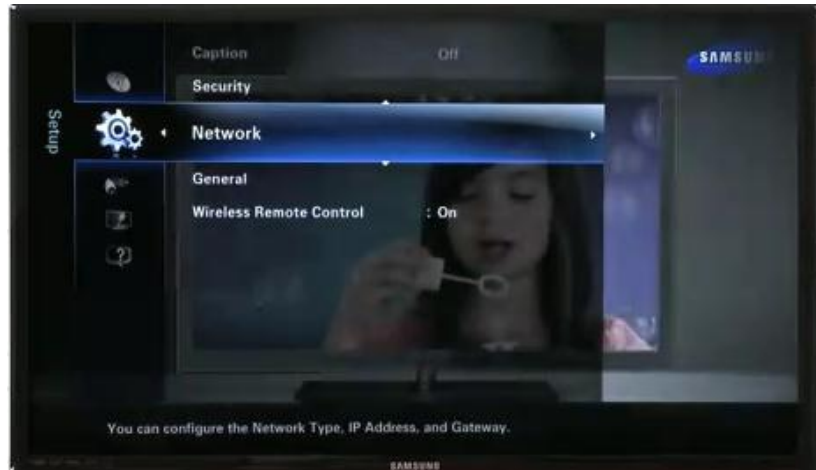 Caption Off
SAMSUNG
Security
Setup
Network
General
Wireless Remote Control : On
You can configure the Network Type, IP Address, and Gateway.
SAMSUNG